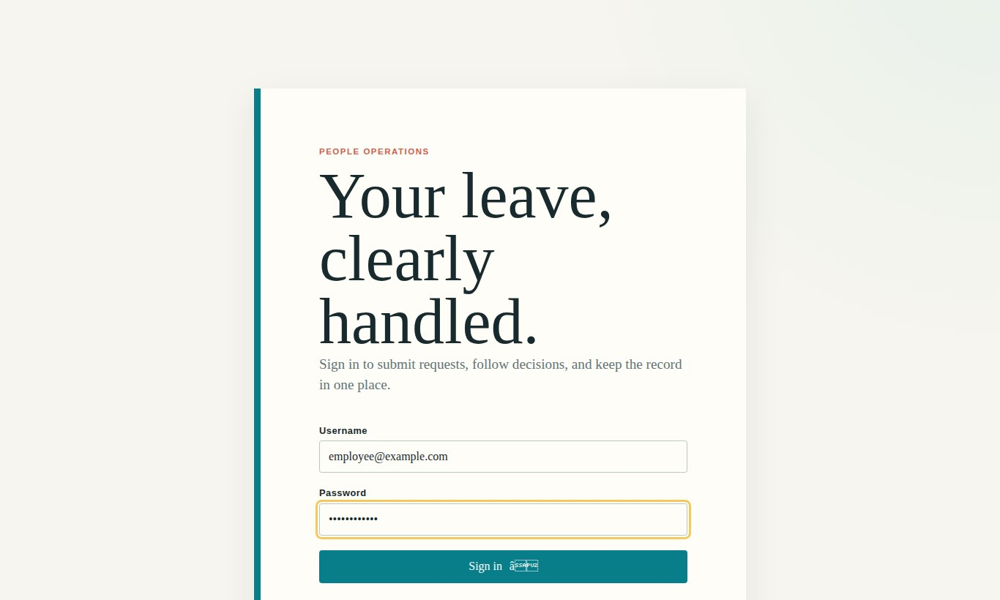 PEOPLE OPERATIONS
Your leave,
clearly
handled.
Sign in to submit requests, follow decisions, and keep the record
in one place.
Username
employee@example.com
Password
••••••••••••
Sign in â